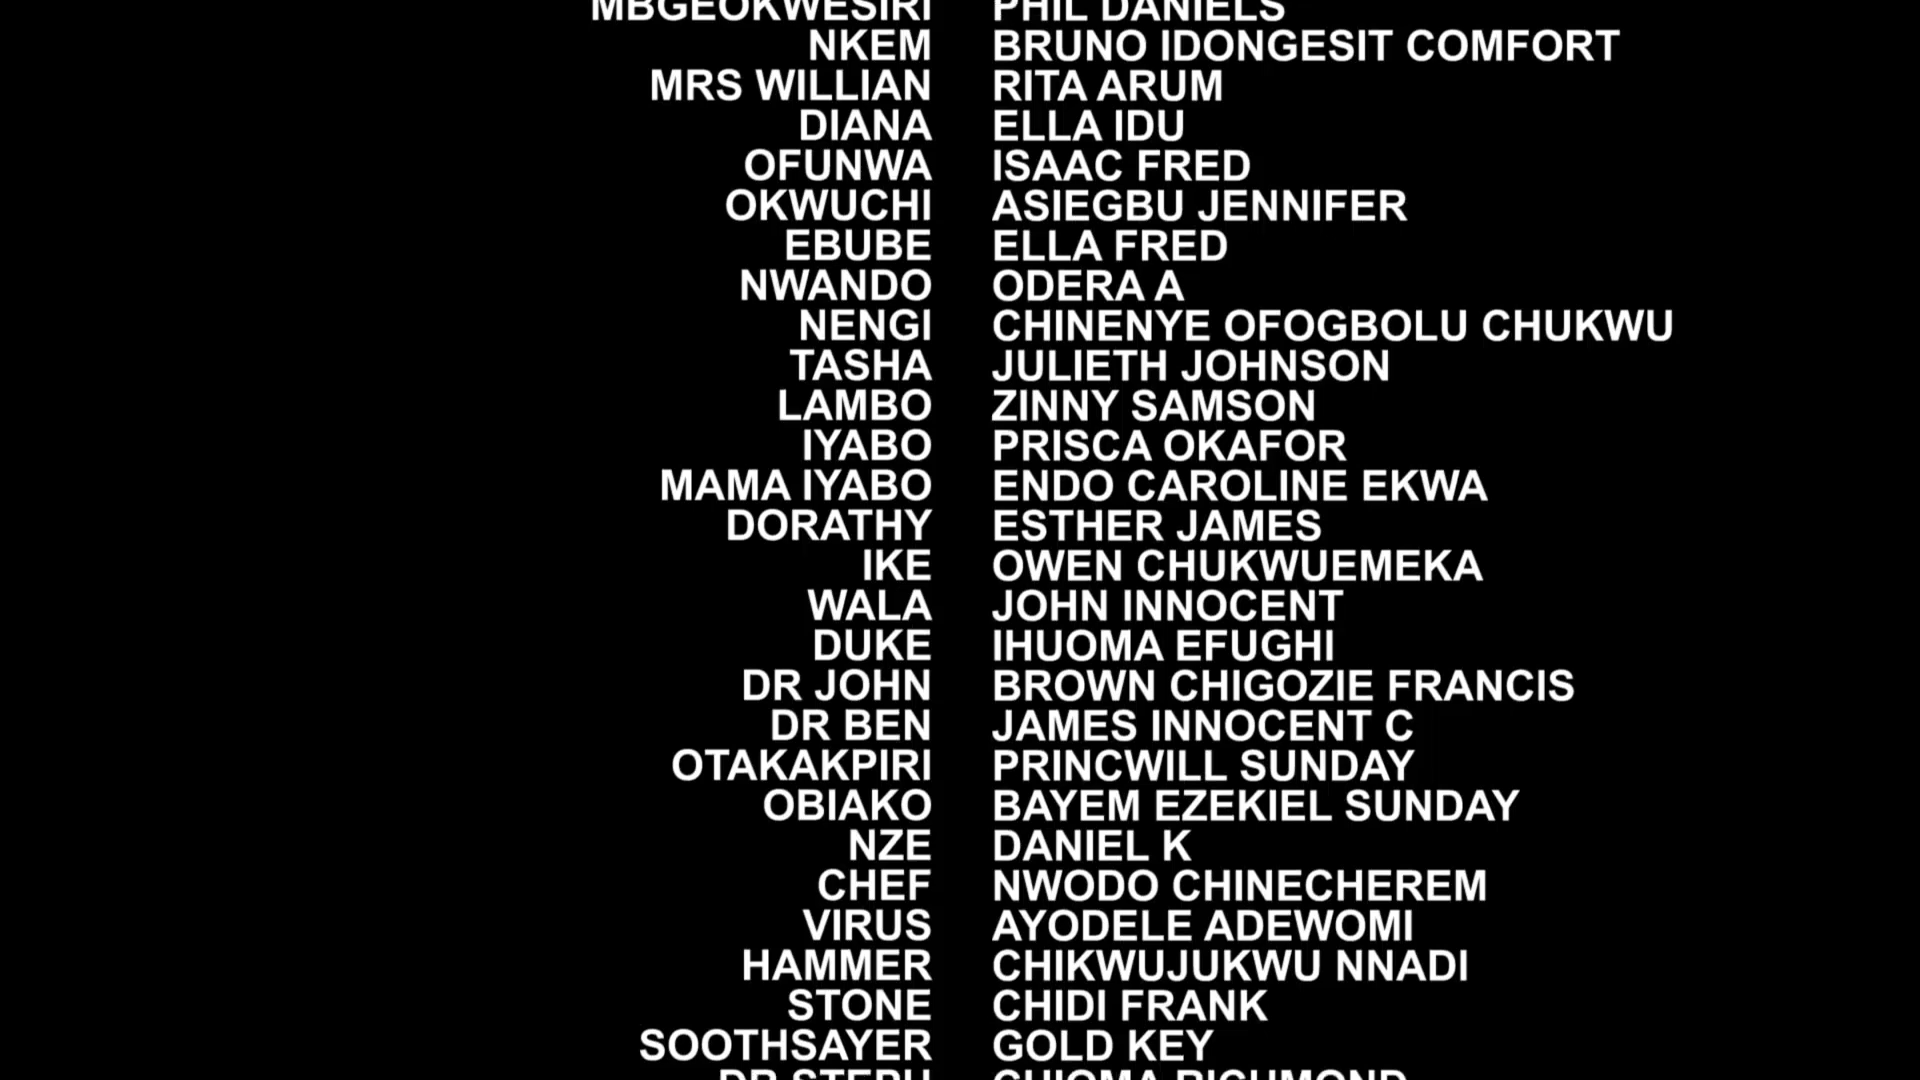 MBGEOKWESIRI PHIL DANIELS
NKEM BRUNO IDONGESIT COMFORT
MRS WILLIAN RITA ARUM
DIANA ELLA IDU
OFUNWA ISAAC FRED
OKWUCHI ASIEGBU JENNIFER
EBUBE ELLA FRED
NWANDO ODERA A
NENGI CHINENYE OFOGBOLU CHUKWU
TASHA JULIETH JOHNSON
LAMBO ZINNY SAMSON
IYABO PRISCA OKAFOR
MAMA IYABO ENDO CAROLINE EKWA
DORATHY ESTHER JAMES
IKE OWEN CHUKWUEMEKA
WALA JOHN INNOCENT
DUKE IHUOMA EFUGHI
DR JOHN BROWN CHIGOZIE FRANCIS
DR BEN JAMES INNOCENT C
OTAKAKPIRI PRINCWILL SUNDAY
OBIAKO BAYEM EZEKIEL SUNDAY
NZE DANIEL K
CHEF NWODO CHINECHEREM
VIRUS AYODELE ADEWOMI
HAMMER CHIKWUJUKWU NNADI
STONE CHIDI FRANK
SOOTHSAYER GOLD KEY
DR STEPH CHIOMA RICHMOND